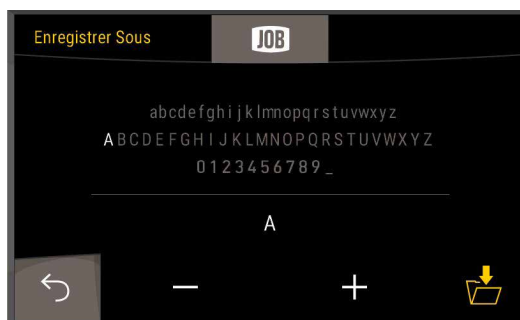 Enregistrer Sous
JOB
abcdefghijklmnopqrstuvwxyz
ABCDEFGHIJKLMNOPQRSTUVWXYZ
0123456789_
A